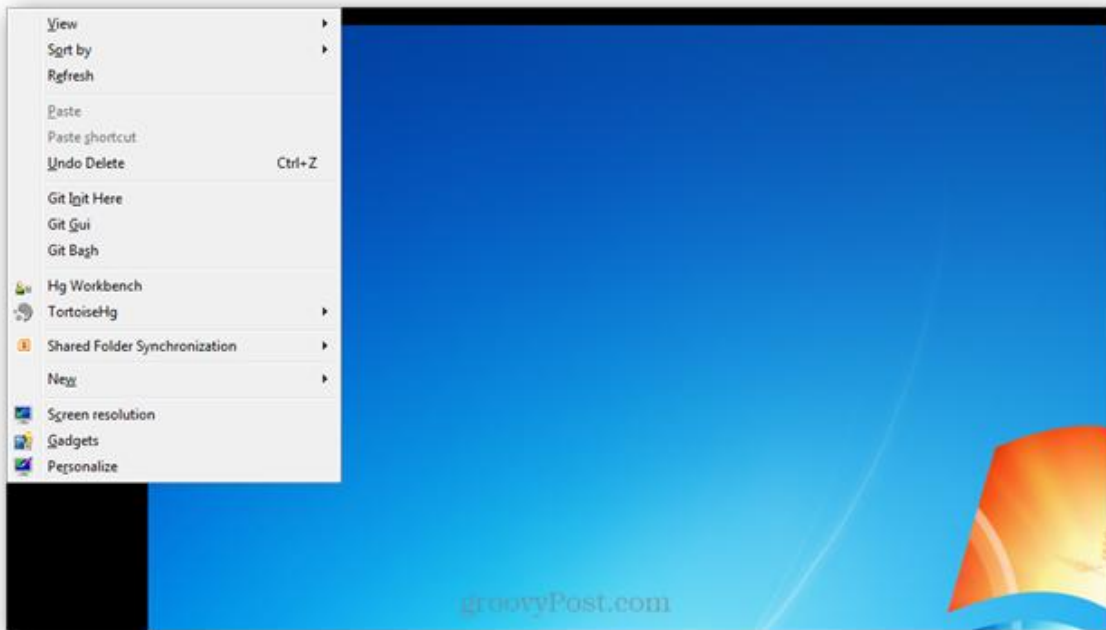 View
Sort by
Refresh
Paste
Paste shortcut
Undo Delete Ctrl+Z
Git Init Here
Git Gui
Git Bash
Hg Workbench
TortoiseHg
Shared Folder Synchronization
New
Screen resolution
Gadgets
Personalize
groovyPost.com